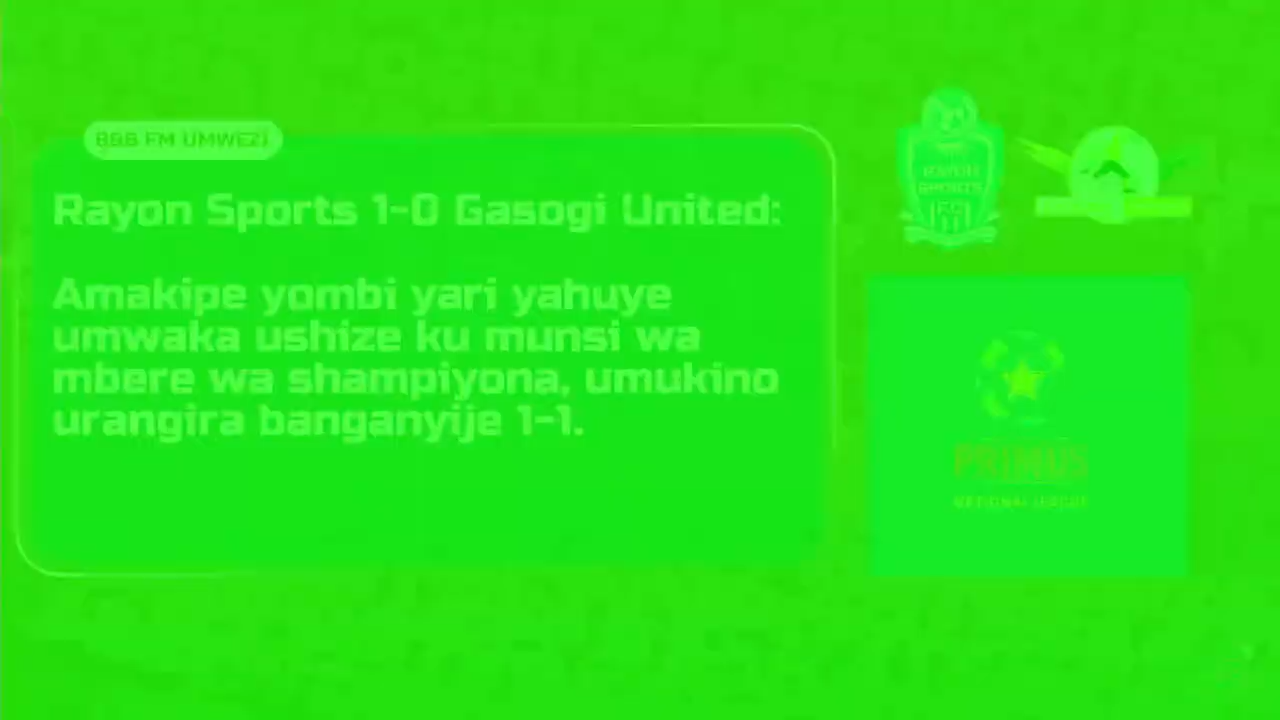 B&B FM UMWEZI
Rayon Sports 1-0 Gasogi United:
Amakipe yombi yari yahuye
umwaka ushize ku munsi wa
mbere wa shampiyona, umukino
urangira banganyije 1-1.
RAYON
SPORTS
FC
PRIMUS
NATIONAL LEAGUE